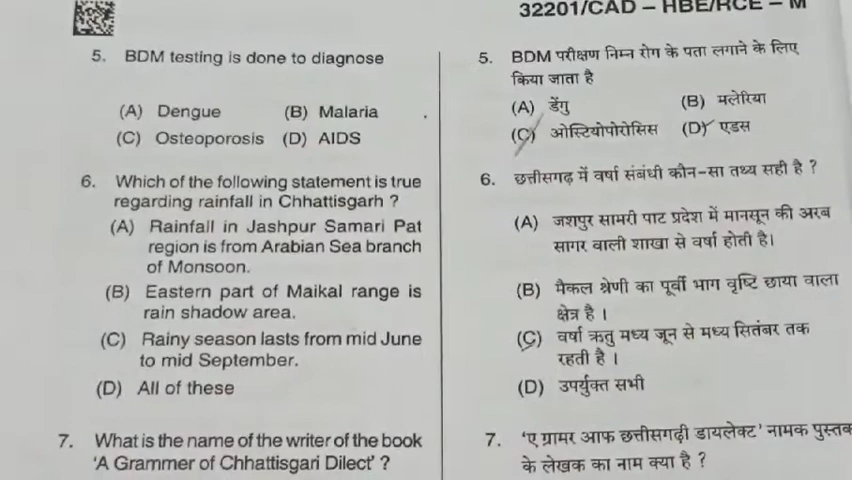 32201/CAD – HBE/RCE – M
5. BDM testing is done to diagnose
(A) Dengue (B) Malaria
(C) Osteoporosis (D) AIDS
6. Which of the following statement is true
regarding rainfall in Chhattisgarh ?
(A) Rainfall in Jashpur Samari Pat
region is from Arabian Sea branch
of Monsoon.
(B) Eastern part of Maikal range is
rain shadow area.
(C) Rainy season lasts from mid June
to mid September.
(D) All of these
7. What is the name of the writer of the book
'A Grammer of Chhattisgari Dilect' ?
5. BDM परीक्षण निम्न रोग के पता लगाने के लिए
किया जाता है
(A) डेंगु (B) मलेरिया
(C) ओस्टियोपोरोसिस (D) एडस
6. छत्तीसगढ़ में वर्षा संबंधी कौन-सा तथ्य सही है ?
(A) जशपुर सामरी पाट प्रदेश में मानसून की अरब
सागर वाली शाखा से वर्षा होती है।
(B) मैकल श्रेणी का पूर्वी भाग वृष्टि छाया वाला
क्षेत्र है ।
(C) वर्षा ऋतु मध्य जून से मध्य सितंबर तक
रहती है ।
(D) उपर्युक्त सभी
7. 'ए ग्रामर आफ छत्तीसगढ़ी डायलेक्ट' नामक पुस्तक
के लेखक का नाम क्या है ?